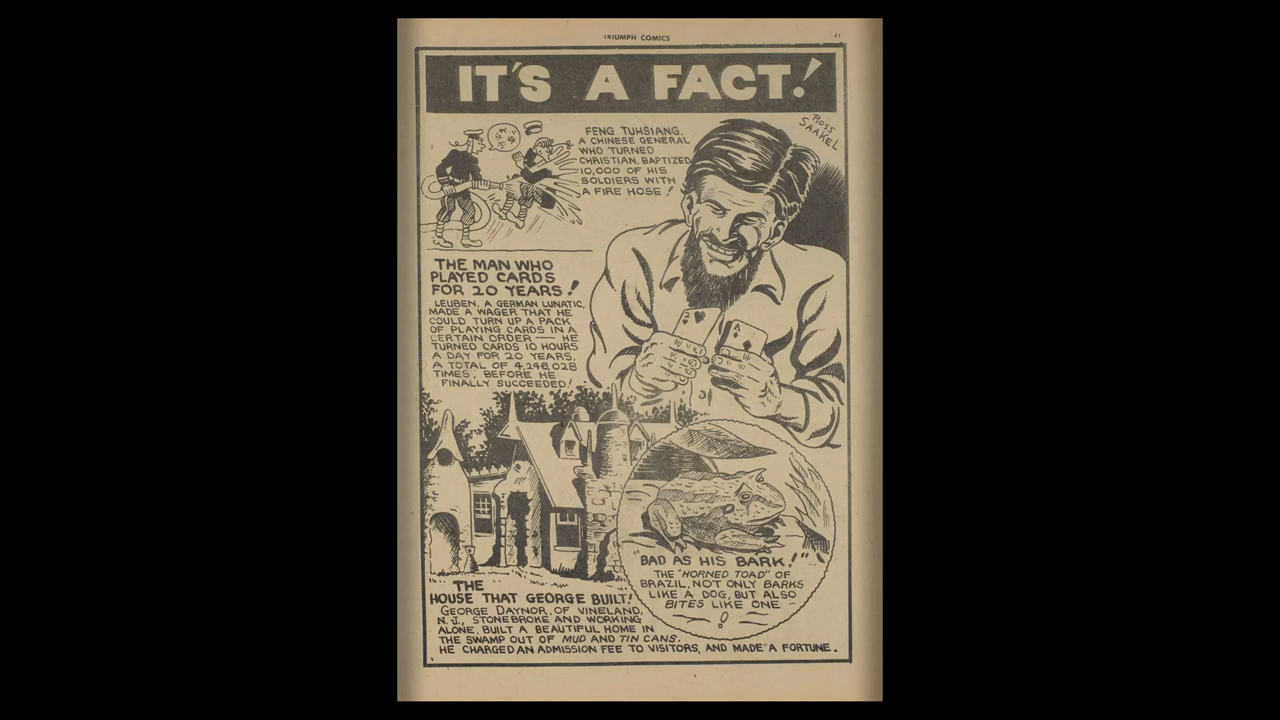 TRIUMPH COMICS
41
IT'S A FACT!
ROSS
SAAKEL
FENG TUHSIANG,
A CHINESE GENERAL
WHO TURNED
CHRISTIAN, BAPTIZED
10,000 OF HIS
SOLDIERS WITH
A FIRE HOSE!
THE MAN WHO
PLAYED CARDS
FOR 20 YEARS!
LEUBEN, A GERMAN LUNATIC,
MADE A WAGER THAT HE
COULD TURN UP A PACK
OF PLAYING CARDS IN A
CERTAIN ORDER — HE
TURNED CARDS 10 HOURS
A DAY FOR 20 YEARS,
A TOTAL OF 4,246,028
TIMES, BEFORE HE
FINALLY SUCCEEDED!
2
A
"BAD AS HIS BARK!"
THE "HORNED TOAD" OF
BRAZIL, NOT ONLY BARKS
LIKE A DOG, BUT ALSO
BITES LIKE ONE -
!
THE
HOUSE THAT GEORGE BUILT!
GEORGE DAYNOR, OF VINELAND,
N.J., STONEBROKE AND WORKING
ALONE, BUILT A BEAUTIFUL HOME IN
THE SWAMP OUT OF MUD AND TIN CANS.
HE CHARGED AN ADMISSION FEE TO VISITORS, AND MADE A FORTUNE.